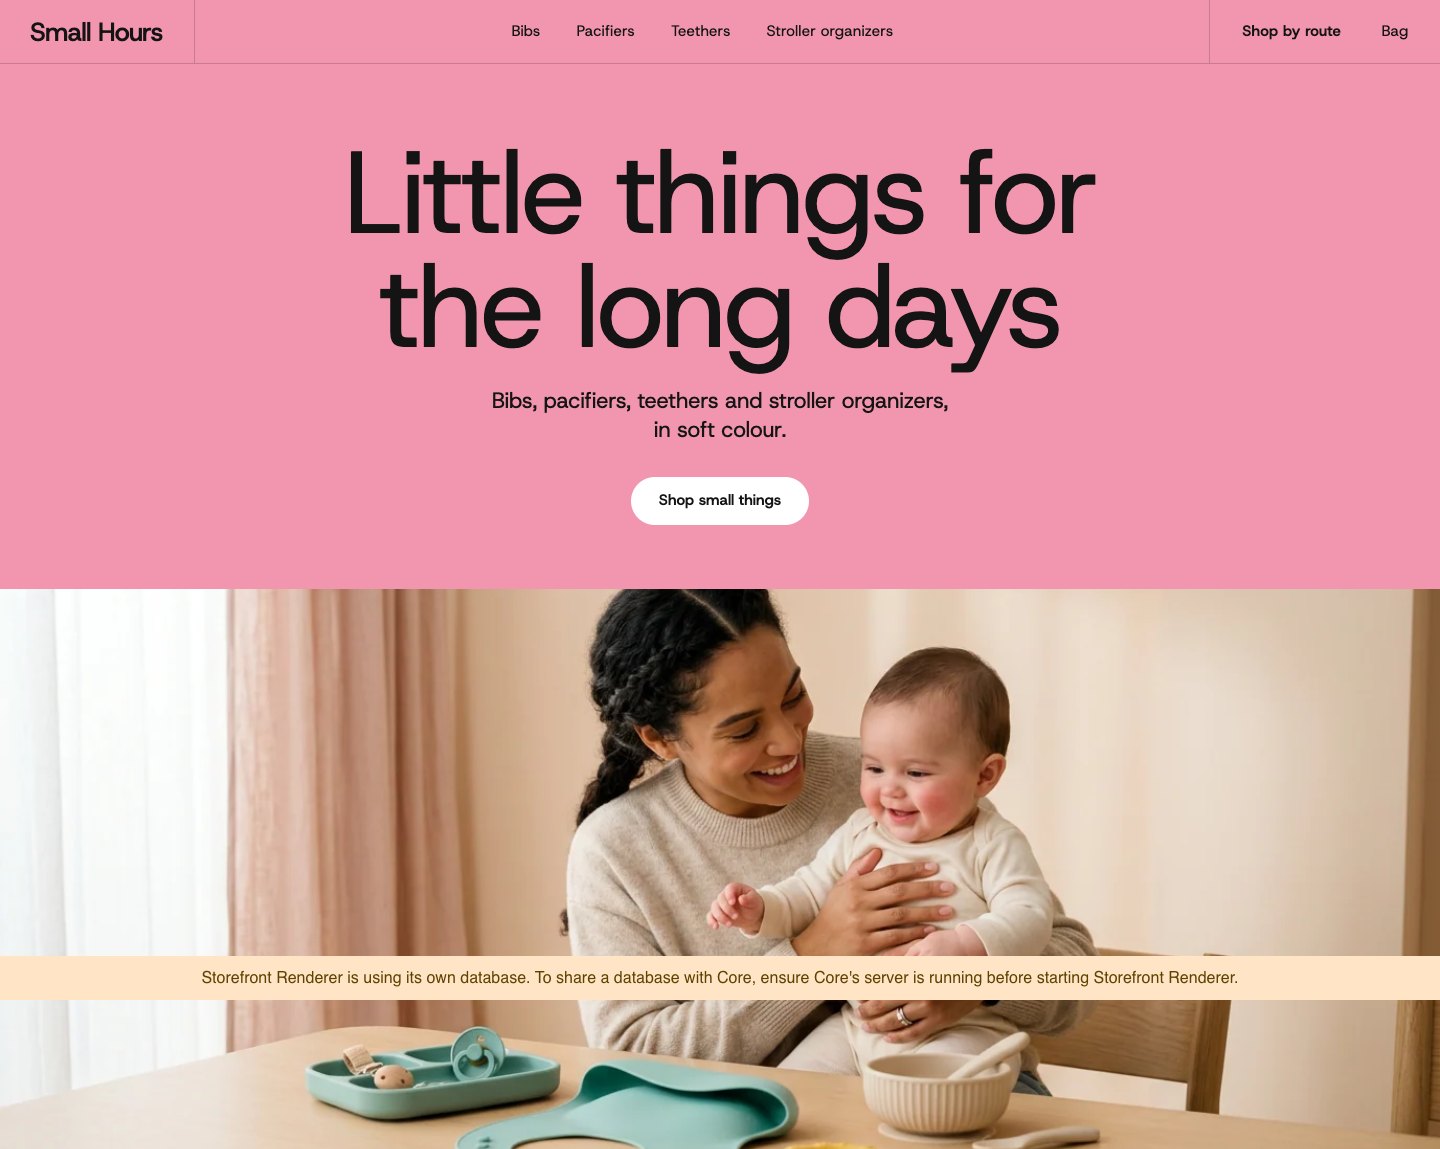 Small Hours
Bibs
Pacifiers
Teethers
Stroller organizers
Shop by route
Bag
Little things for
the long days
Bibs, pacifiers, teethers and stroller organizers,
in soft colour.
Shop small things
Storefront Renderer is using its own database. To share a database with Core, ensure Core's server is running before starting Storefront Renderer.